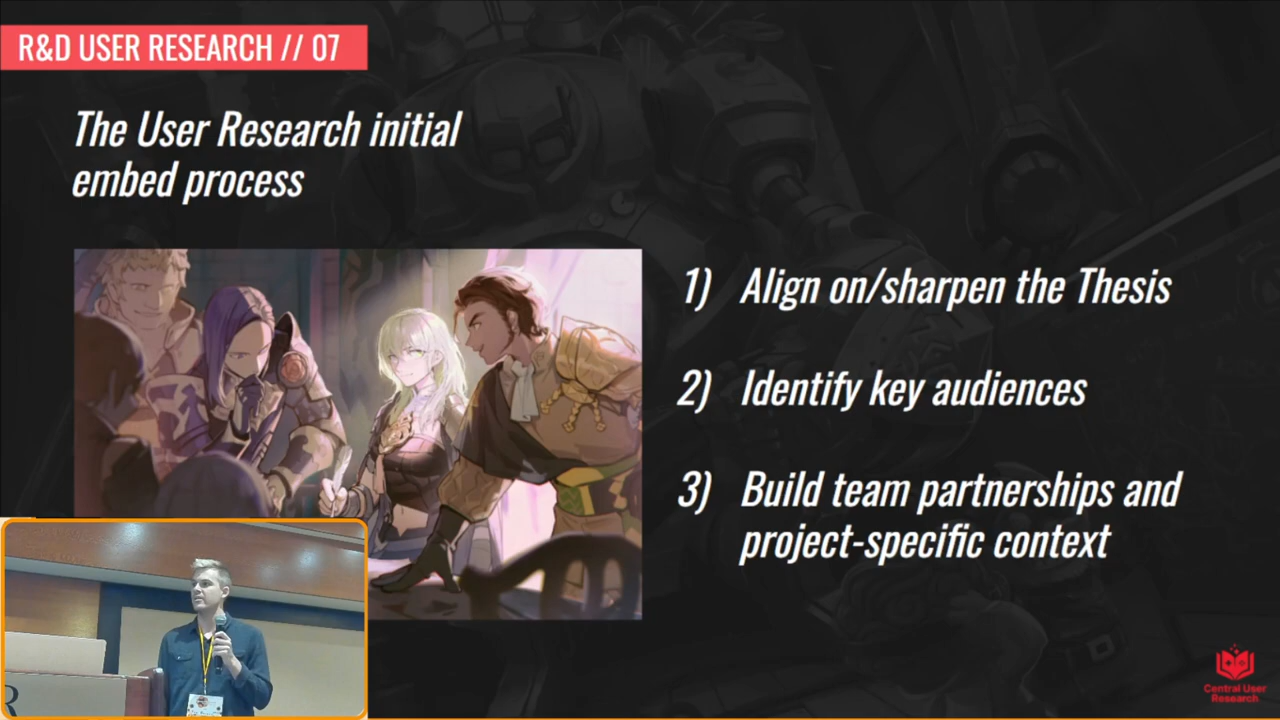 R&D USER RESEARCH // 07
The User Research initial
embed process
1) Align on/sharpen the Thesis
2) Identify key audiences
3) Build team partnerships and
project-specific context
R
Central User
Research